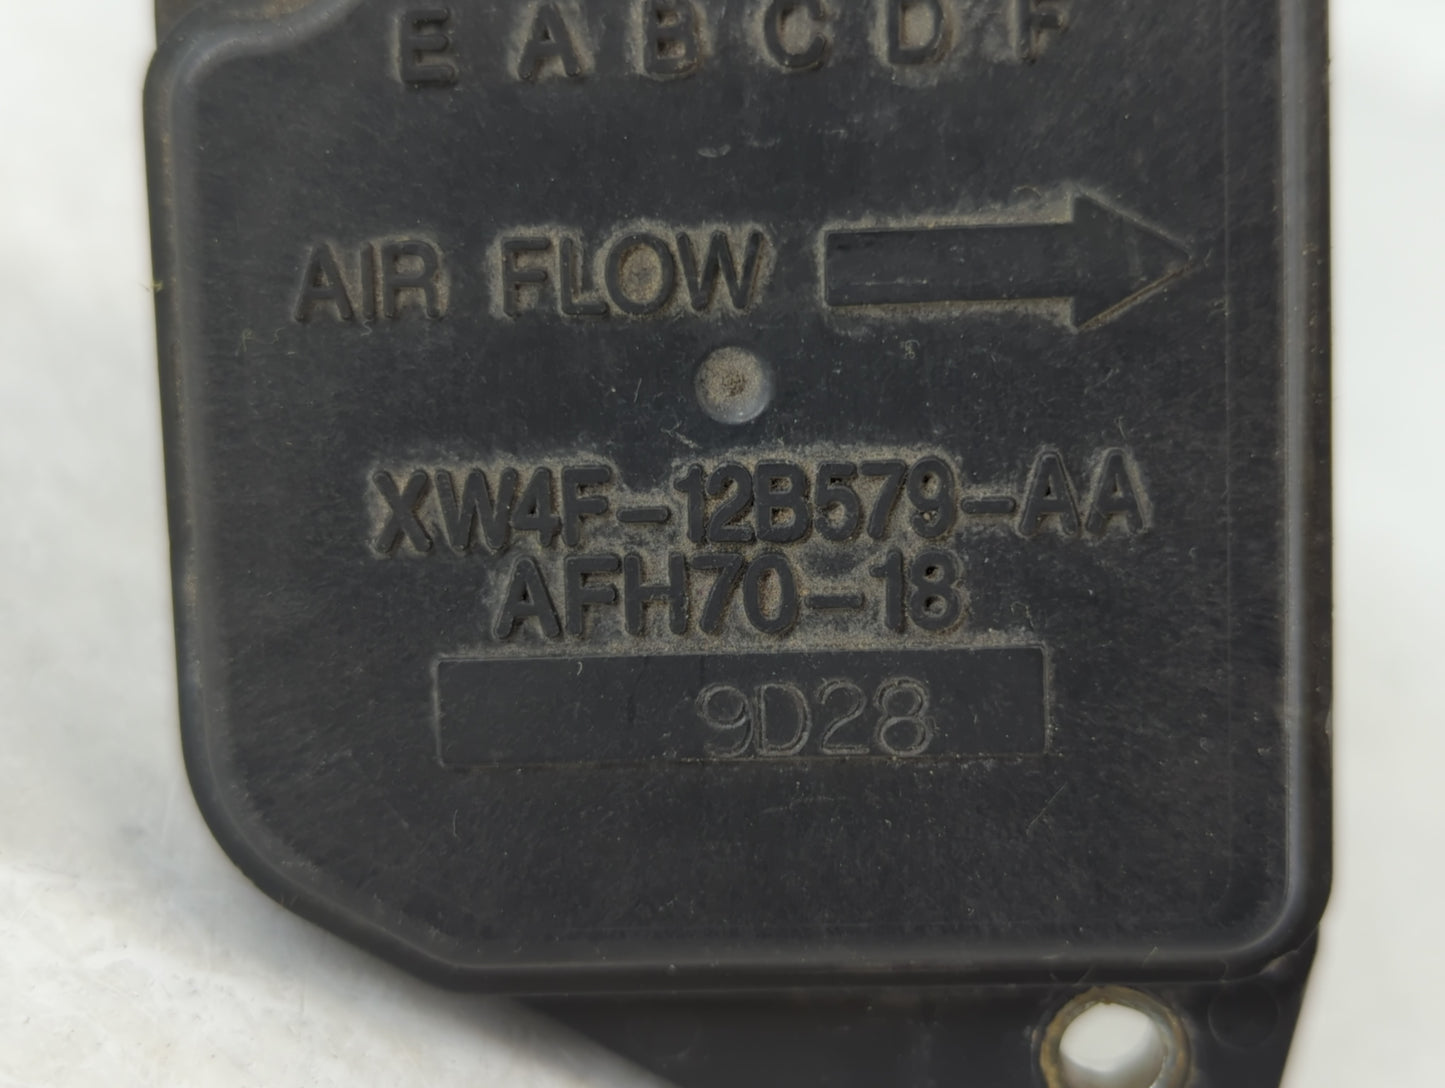 E A B C D F
AIR FLOW
XW4F-12B579-AA
AFH70-18
9D28